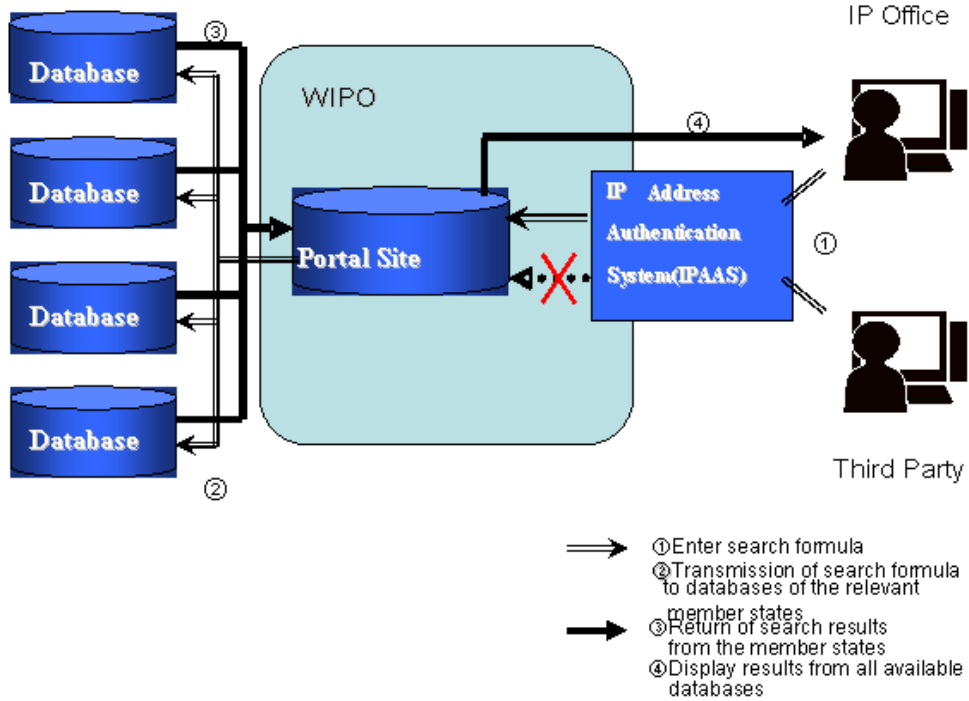 IP Office
③
Database
WIPO
④
Database
IP Address
Authentication
System(IPAAS)
①
Portal Site
Database
Database
②
Third Party
①Enter search formula
②Transmission of search formula
to databases of the relevant
member states
③Return of search results
from the member states
④Display results from all available
databases